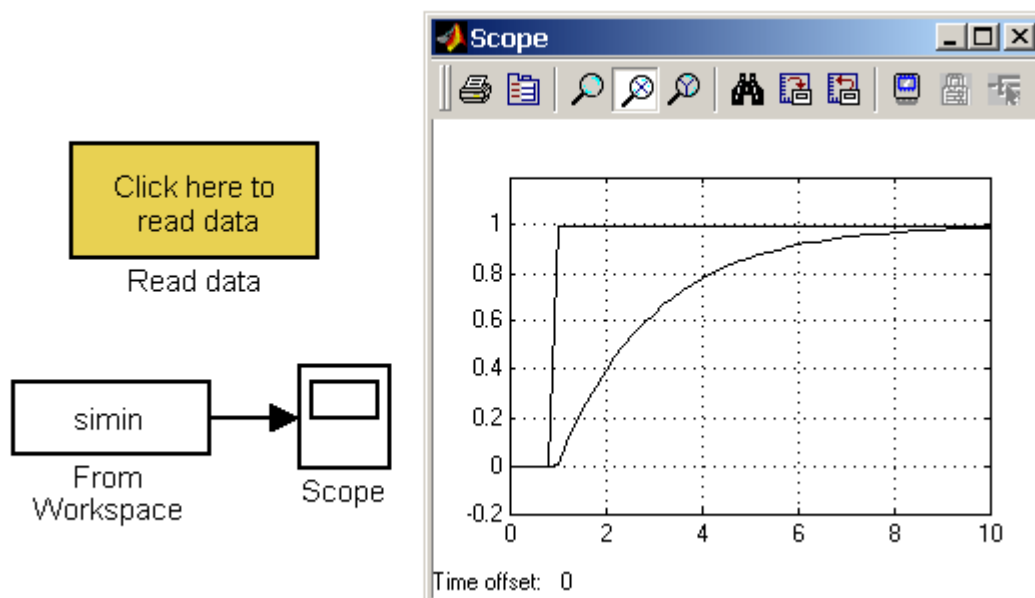 Click here to
read data
Read data
simin
From
Workspace
Scope
Scope
1
0.8
0.6
0.4
0.2
0
-0.2
0
2
4
6
8
10
Time offset: 0